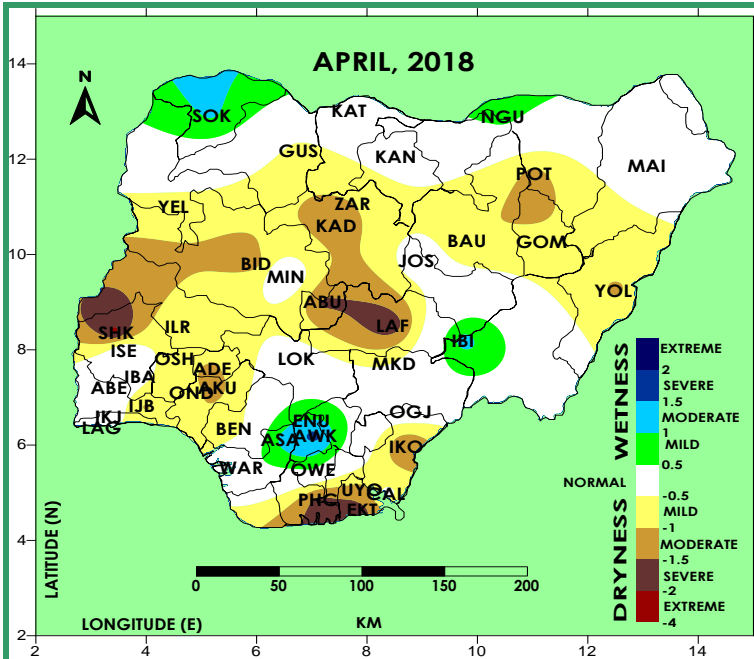 APRIL, 2018
N
14
12
10
8
6
4
2
KAT
SOK
NGU
GUS
KAN
MAI
POT
YEL
ZAR
KAD
BAU
GOM
JOS
BID
MIN
YOL
ABU
LAF
SHK
ILR
IBI
ISE
OSH
LOK
MKD
ADE
IBA
ABE
OND
AKU
IJB
IKJ
LAG
BEN
ENU
AWK
ASA
OGJ
IKO
WAR
OWE
UYO
CAL
PHC
EKT
WETNESS
EXTREME
2
SEVERE
1.5
MODERATE
1
MILD
0.5
NORMAL
-0.5
DRYNESS
MILD
-1
MODERATE
-1.5
SEVERE
-2
EXTREME
-4
LATITUDE (N)
0 50 100 150 200
LONGITUDE (E)
KM
2 4 6 8 10 12 14